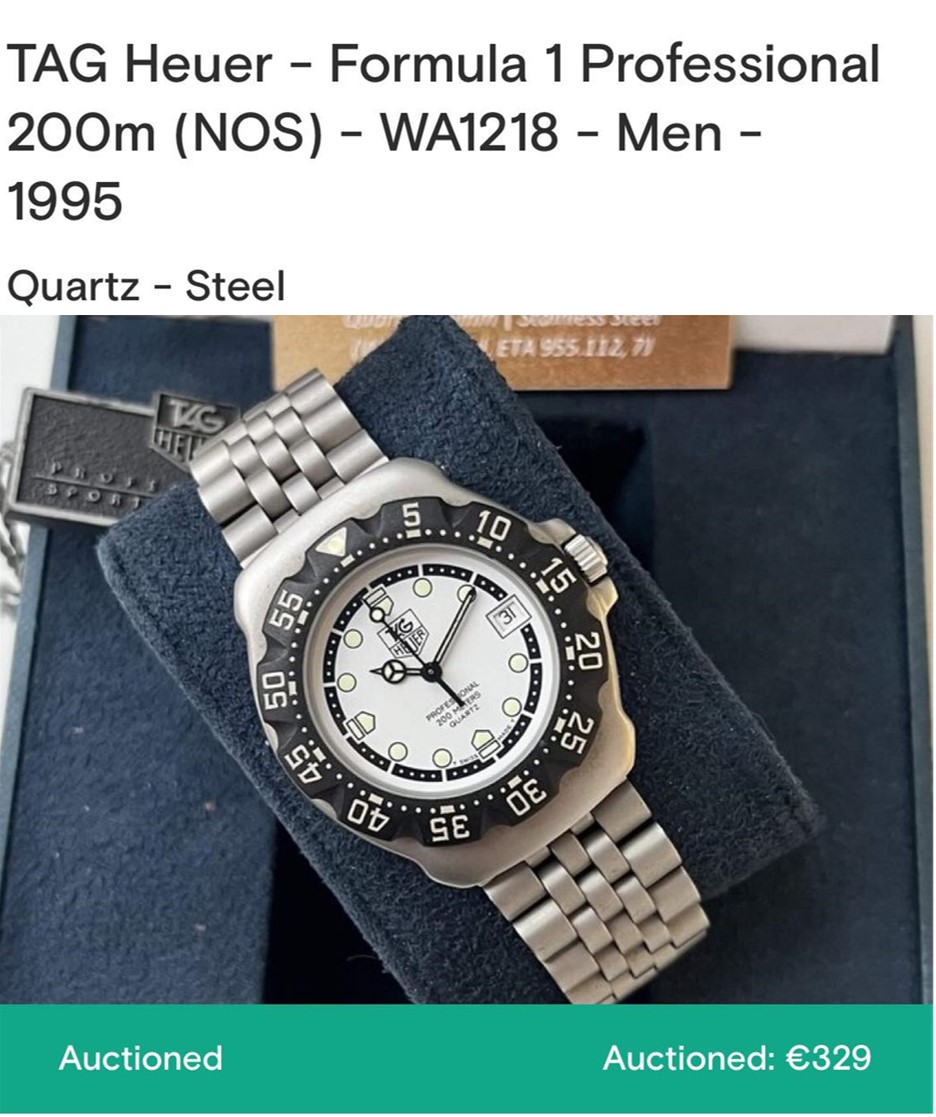 TAG Heuer - Formula 1 Professional
200m (NOS) - WA1218 - Men -
1995
Quartz - Steel
ETA 955.112, 7J
TAG
HEUER
SPORT
5
10
15
20
25
30
35
40
45
50
55
31
TAG
HEUER
PROFESSIONAL
200 METERS
QUARTZ
Auctioned
Auctioned: €329